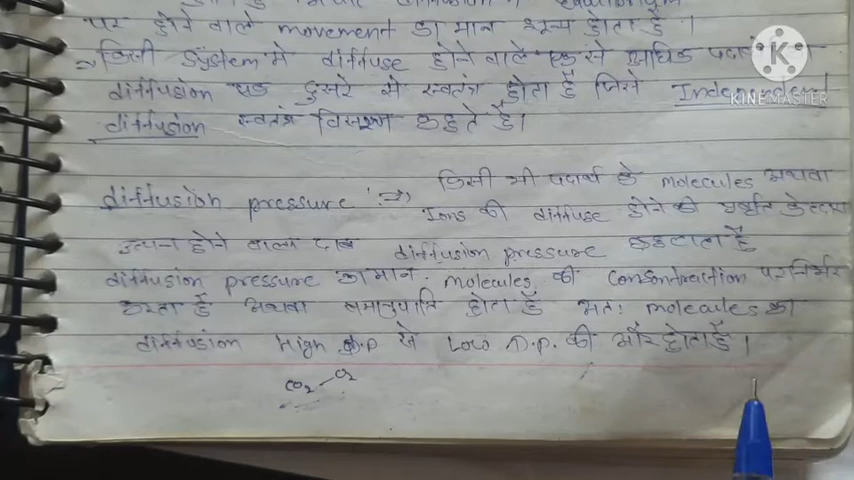 पर होने वाले movement का मान शून्य होता है ।
⇒ किसी System मे diffuse होने वाले एक से अधिक पदार्थ का
diffusion एक दुसरे से स्वतंत्र होता है जिसे Independent
diffusion स्वतंत्र विसरण कहते है।
किसी भी पदार्थ के molecules अथवा
diffusion pressure :⇒ Ions की diffuse होने की प्रवृति के द्वारा
उत्पन्न होने वाला दाब diffusion pressure कहलाता है
diffusion pressure का मान. molecules की Consontraction पर निर्भर
करता है अथवा समानुपाति होता है अतः molecules का
diffusion High D.P से Low D.P. की ओर होता है ।
CO₂ – O₂
K
KINEMASTER